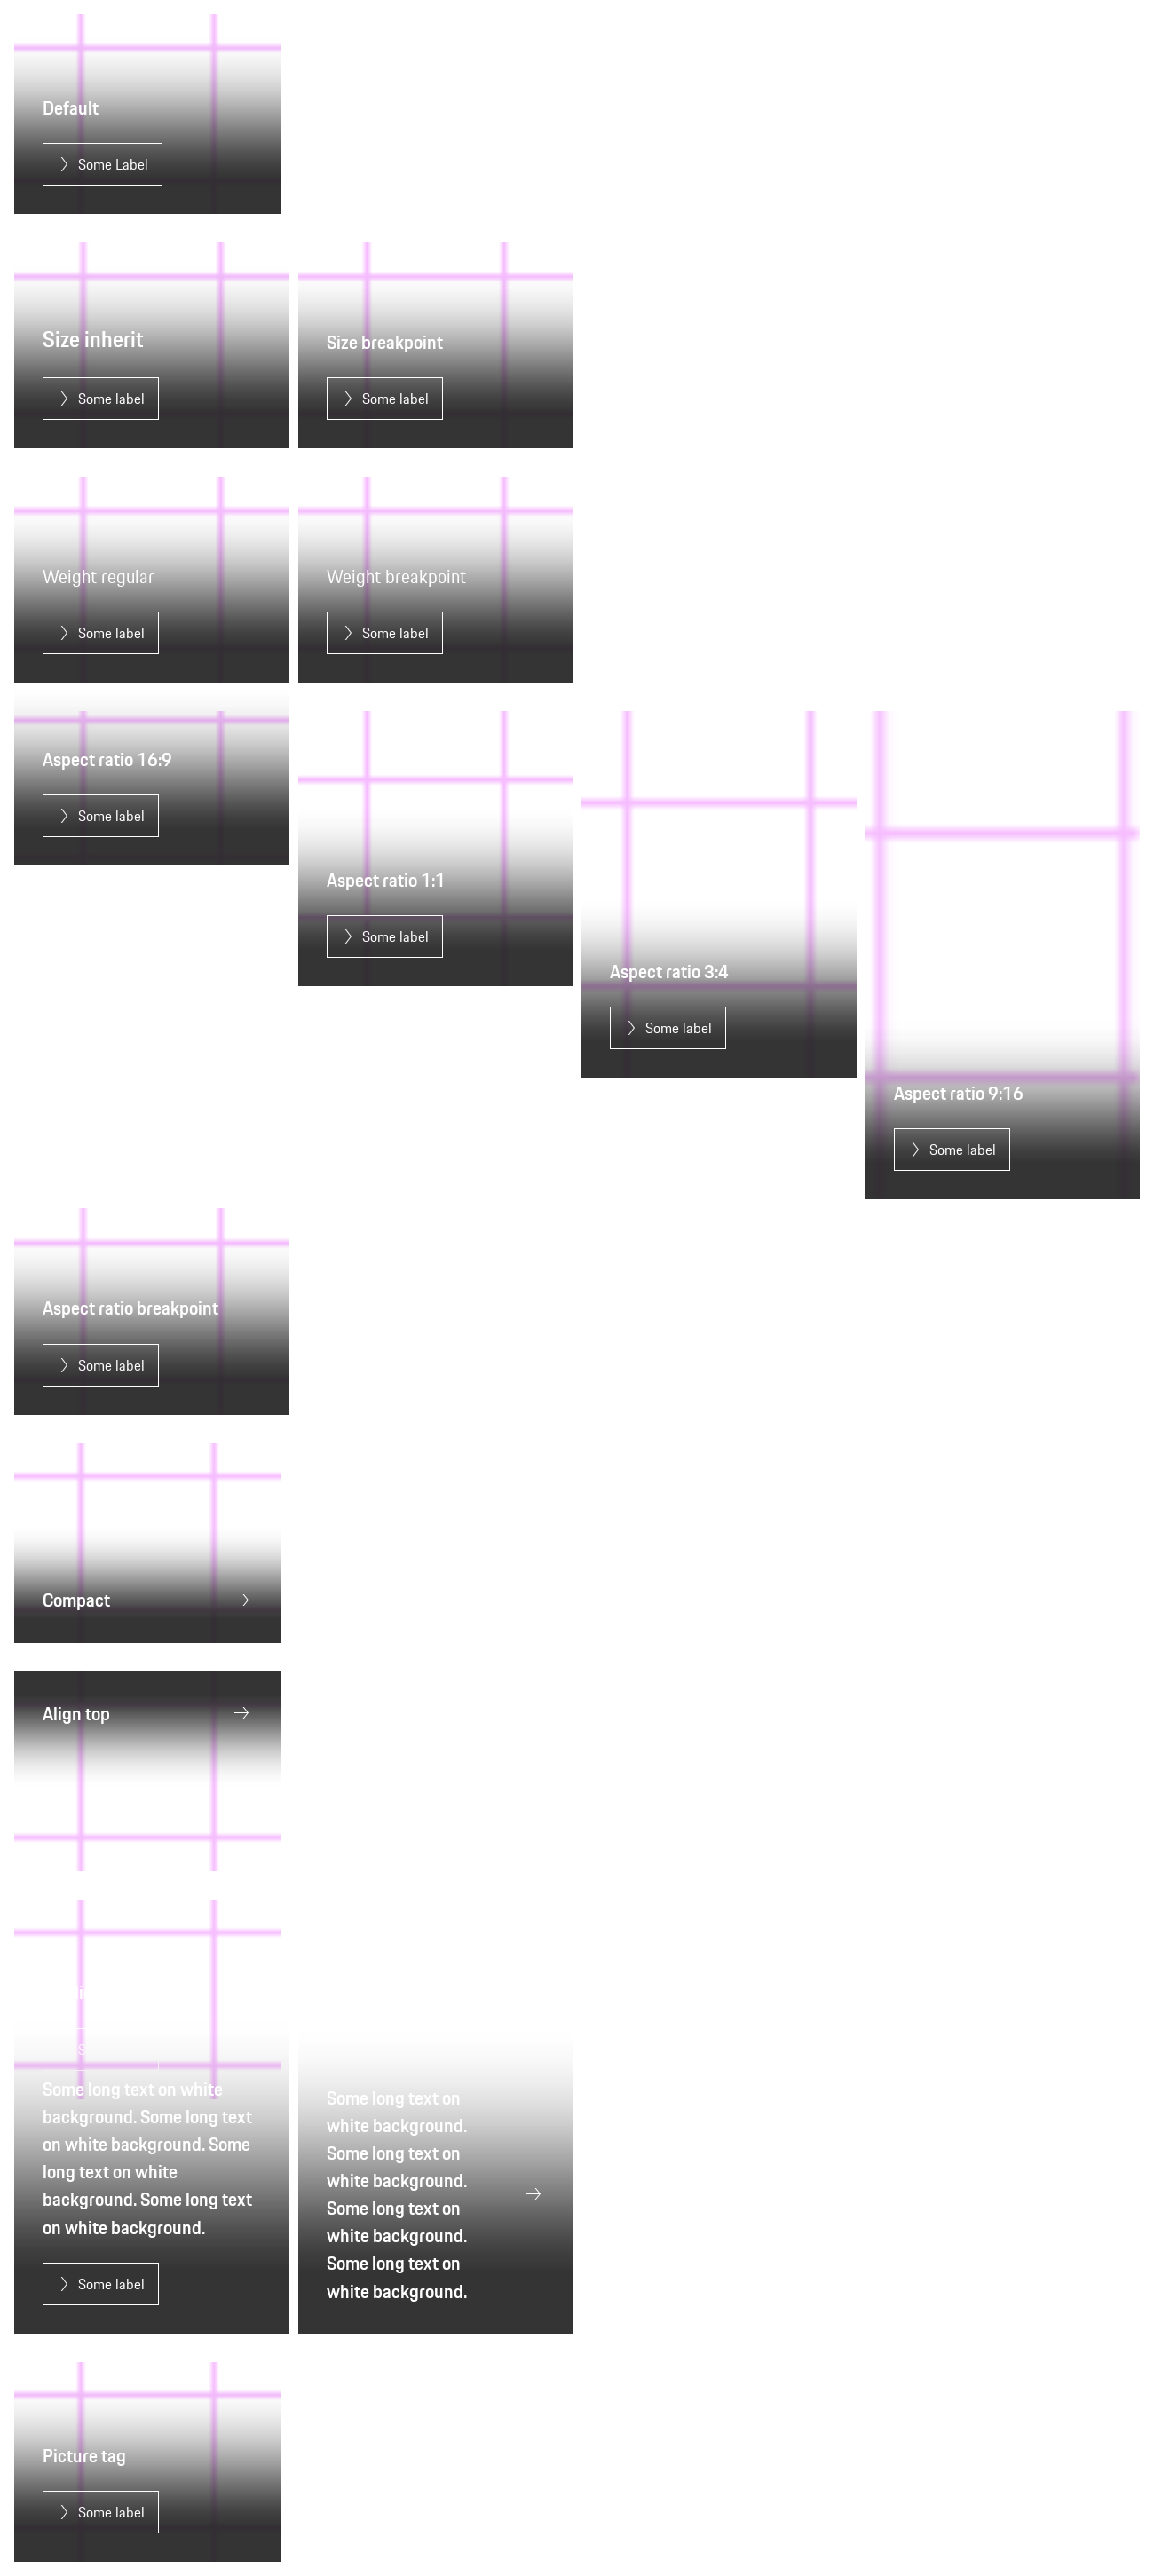 Default
Some Label
Size inherit
Some label
Size breakpoint
Some label
Weight regular
Some label
Weight breakpoint
Some label
Aspect ratio 16:9
Some label
Aspect ratio 1:1
Some label
Aspect ratio 3:4
Some label
Aspect ratio 9:16
Some label
Aspect ratio breakpoint
Some label
Compact
Align top
Some long text on white
background. Some long text
on white background. Some
long text on white
background. Some long text
on white background.
Some label
Some long text on
white background.
Some long text on
white background.
Some long text on
white background.
Some long text on
white background.
Picture tag
Some label